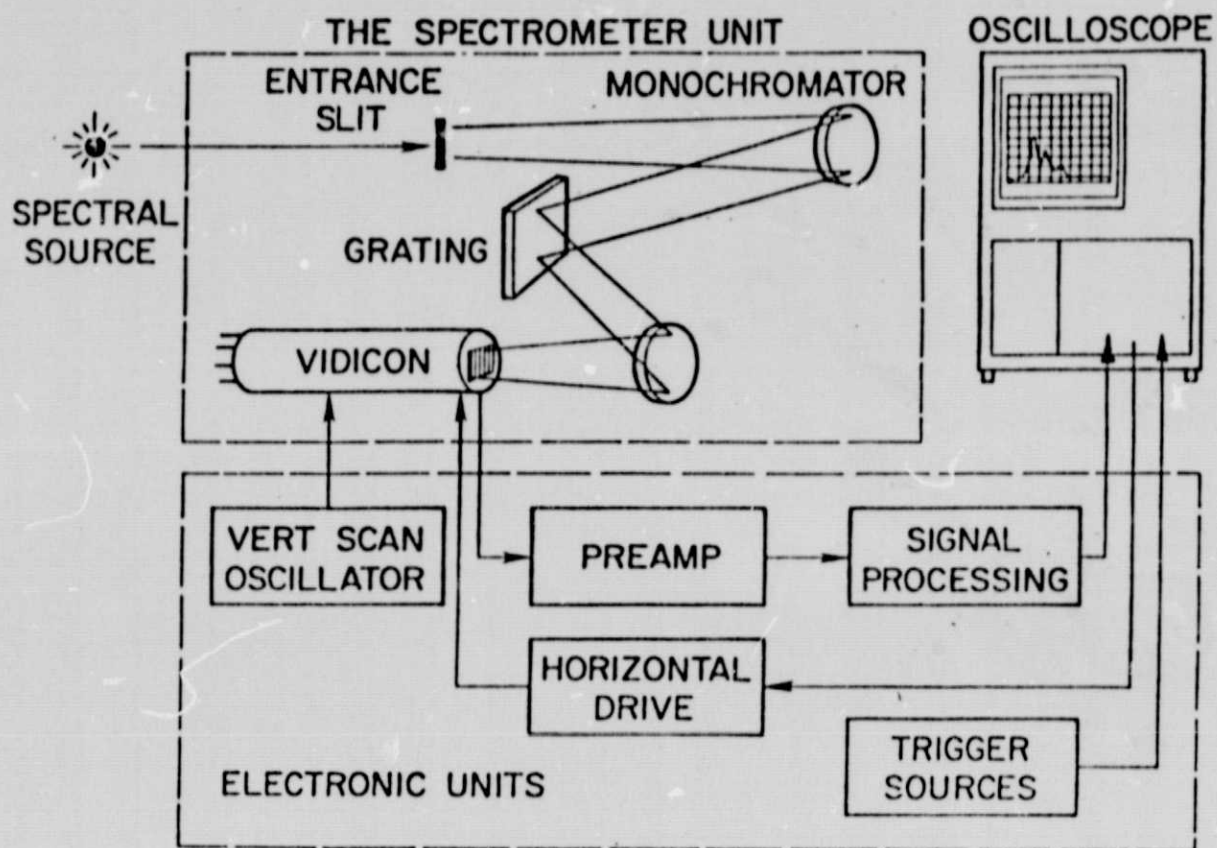 THE SPECTROMETER UNIT
OSCILLOSCOPE
ENTRANCE
SLIT
MONOCHROMATOR
SPECTRAL
SOURCE
GRATING
VIDICON
VERT SCAN
OSCILLATOR
PREAMP
SIGNAL
PROCESSING
HORIZONTAL
DRIVE
TRIGGER
SOURCES
ELECTRONIC UNITS